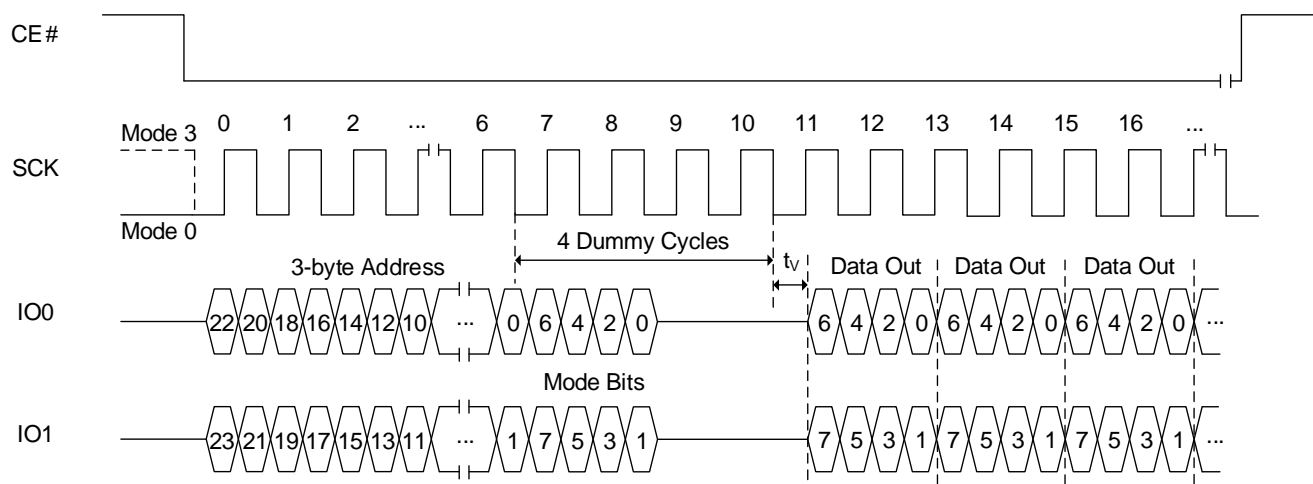 CE#
0 1 2 ... 6 7 8 9 10 11 12 13 14 15 16 ...
Mode 3
SCK
Mode 0
4 Dummy Cycles
3-byte Address tV Data Out Data Out Data Out
IO0 22 20 18 16 14 12 10 ... 0 6 4 2 0 6 4 2 0 6 4 2 0 6 4 2 0 ...
Mode Bits
IO1 23 21 19 17 15 13 11 ... 1 7 5 3 1 7 5 3 1 7 5 3 1 7 5 3 1 ...